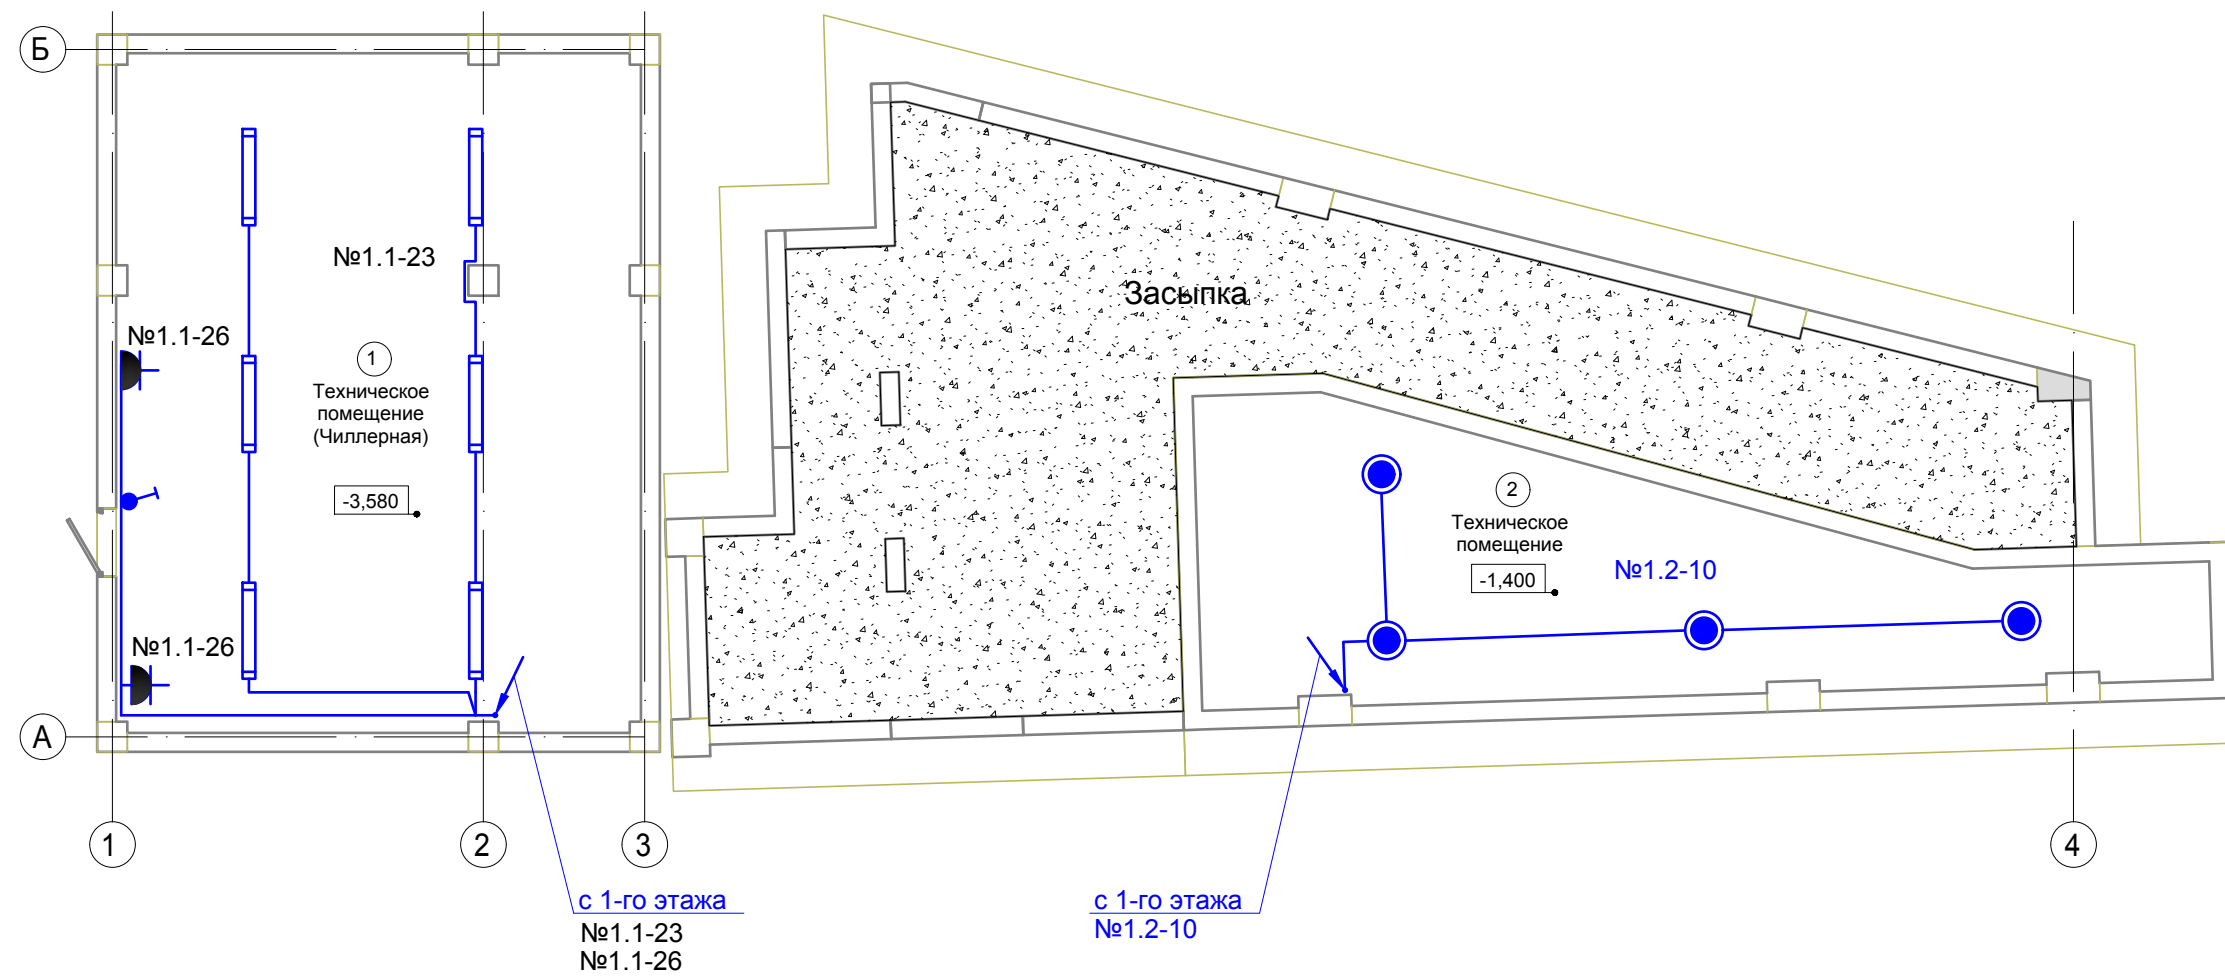 Б
№1.1-23
Засыпка
№1.1-26
1
Техническое
помещение
(Чиллерная)
-3,580
2
Техническое
помещение
-1,400
№1.2-10
№1.1-26
А
1
2
3
4
с 1-го этажа
№1.1-23
№1.1-26
с 1-го этажа
№1.2-10